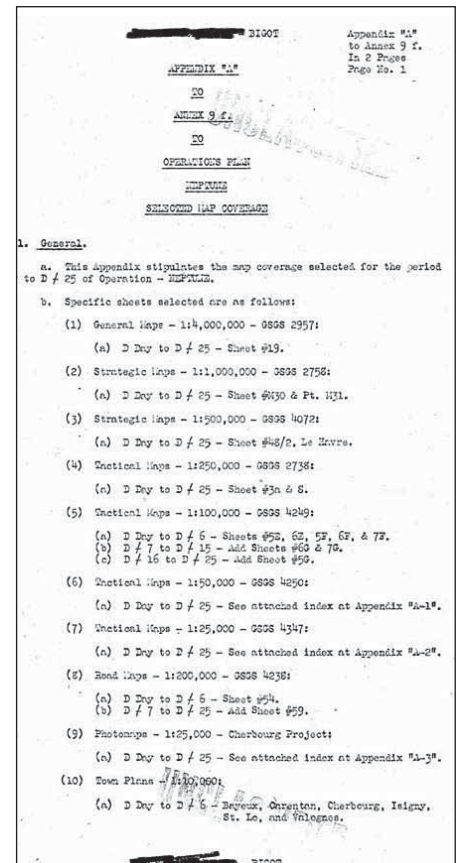 BIGOT
Appendix "A"
to Annex 9 f.
In 2 Pages
Page No. 1
APPENDIX "A"
TO
ANNEX 9 f.
TO
OPERATIONS PLAN
NEPTUNE
SELECTED MAP COVERAGE
1. General.
a. This Appendix stipulates the map coverage selected for the period
to D ≠ 25 of Operation - NEPTUNE.
b. Specific sheets selected are as follows:
(1) General Maps - 1:4,000,000 - GSGS 2957:
(a) D Day to D ≠ 25 - Sheet #19.
(2) Strategic Maps - 1:1,000,000 - GSGS 2758:
(a) D Day to D ≠ 25 - Sheet #M30 & Pt. M31.
(3) Strategic Maps - 1:500,000 - GSGS 4072:
(a) D Day to D ≠ 25 - Sheet #48/2, Le Havre.
(4) Tactical Maps - 1:250,000 - GSGS 2738:
(a) D Day to D ≠ 25 - Sheet #3a & 8.
(5) Tactical Maps - 1:100,000 - GSGS 4249:
(a) D Day to D ≠ 6 - Sheets #5E, 6E, 5F, 6F, & 7F.
(b) D ≠ 7 to D ≠ 15 - Add Sheets #6G & 7G.
(c) D ≠ 16 to D ≠ 25 - Add Sheet #5G.
(6) Tactical Maps - 1:50,000 - GSGS 4250:
(a) D Day to D ≠ 25 - See attached index at Appendix "A-1".
(7) Tactical Maps - 1:25,000 - GSGS 4347:
(a) D Day to D ≠ 25 - See attached index at Appendix "A-2".
(8) Road Maps - 1:200,000 - GSGS 4238:
(a) D Day to D ≠ 6 - Sheet #54.
(b) D ≠ 7 to D ≠ 25 - Add Sheet #59.
(9) Photomaps - 1:25,000 - Cherbourg Project:
(a) D Day to D ≠ 25 - See attached index at Appendix "A-3".
(10) Town Plans - 1:10,000:
(a) D Day to D ≠ 6 - Bayeux, Carentan, Cherbourg, Isigny,
St. Lo, and Valognes.
BIGOT